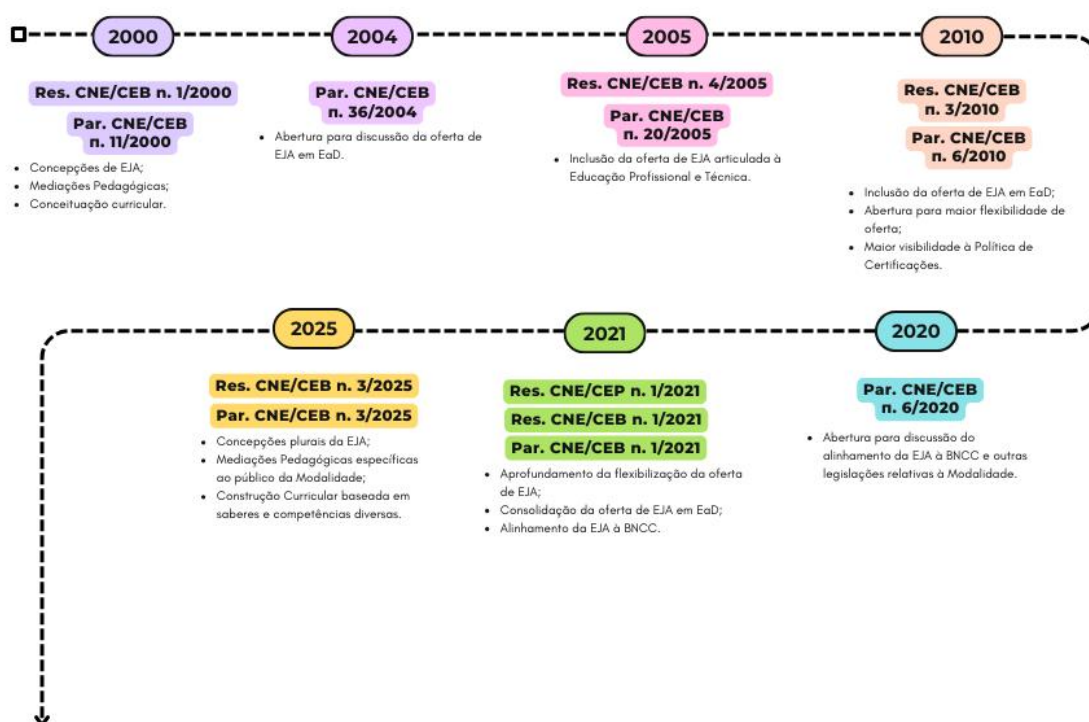 2000
Res. CNE/CEB n. 1/2000
Par. CNE/CEB
n. 11/2000
• Concepções de EJA;
• Mediações Pedagógicas;
• Conceituação curricular.
2004
Par. CNE/CEB
n. 36/2004
• Abertura para discussão da oferta de
EJA em EaD.
2005
Res. CNE/CEB n. 4/2005
Par. CNE/CEB
n. 20/2005
• Inclusão da oferta de EJA articulada à
Educação Profissional e Técnica.
2010
Res. CNE/CEB
n. 3/2010
Par. CNE/CEB
n. 6/2010
• Inclusão da oferta de EJA em EaD;
• Abertura para maior flexibilidade de
oferta;
• Maior visibilidade à Política de
Certificações.
2020
Par. CNE/CEB
n. 6/2020
• Abertura para discussão do
alinhamento da EJA à BNCC e outras
legislações relativas à Modalidade.
2021
Res. CNE/CEP n. 1/2021
Res. CNE/CEB n. 1/2021
Par. CNE/CEB n. 1/2021
• Aprofundamento da flexibilização da oferta
de EJA;
• Consolidação da oferta de EJA em EaD;
• Alinhamento da EJA à BNCC.
2025
Res. CNE/CEB n. 3/2025
Par. CNE/CEB n. 3/2025
• Concepções plurais da EJA;
• Mediações Pedagógicas específicas
ao público da Modalidade;
• Construção Curricular baseada em
saberes e competências diversas.